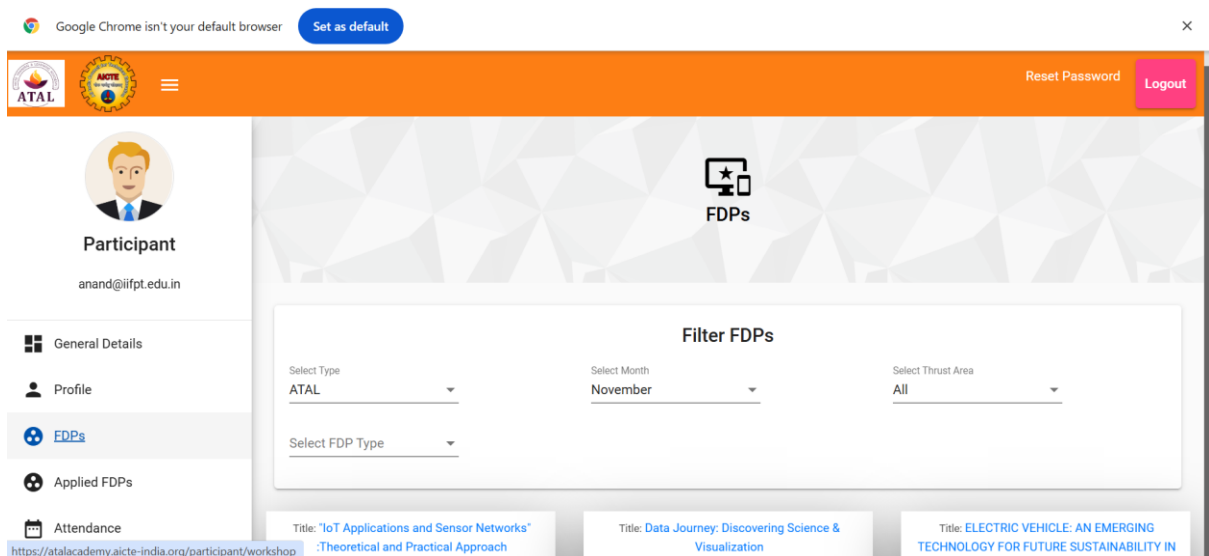 Google Chrome isn't your default browser
Set as default
ATAL
AICTE
Reset Password
Logout
Participant
anand@iifpt.edu.in
General Details
Profile
FDPs
Applied FDPs
Attendance
https://atalacademy.aicte-india.org/participant/workshop
FDPs
Filter FDPs
Select Type
ATAL
Select Month
November
Select Thrust Area
All
Select FDP Type
Title: "IoT Applications and Sensor Networks"
:Theoretical and Practical Approach
Title: Data Journey: Discovering Science &
Visualization
Title: ELECTRIC VEHICLE: AN EMERGING
TECHNOLOGY FOR FUTURE SUSTAINABILITY IN